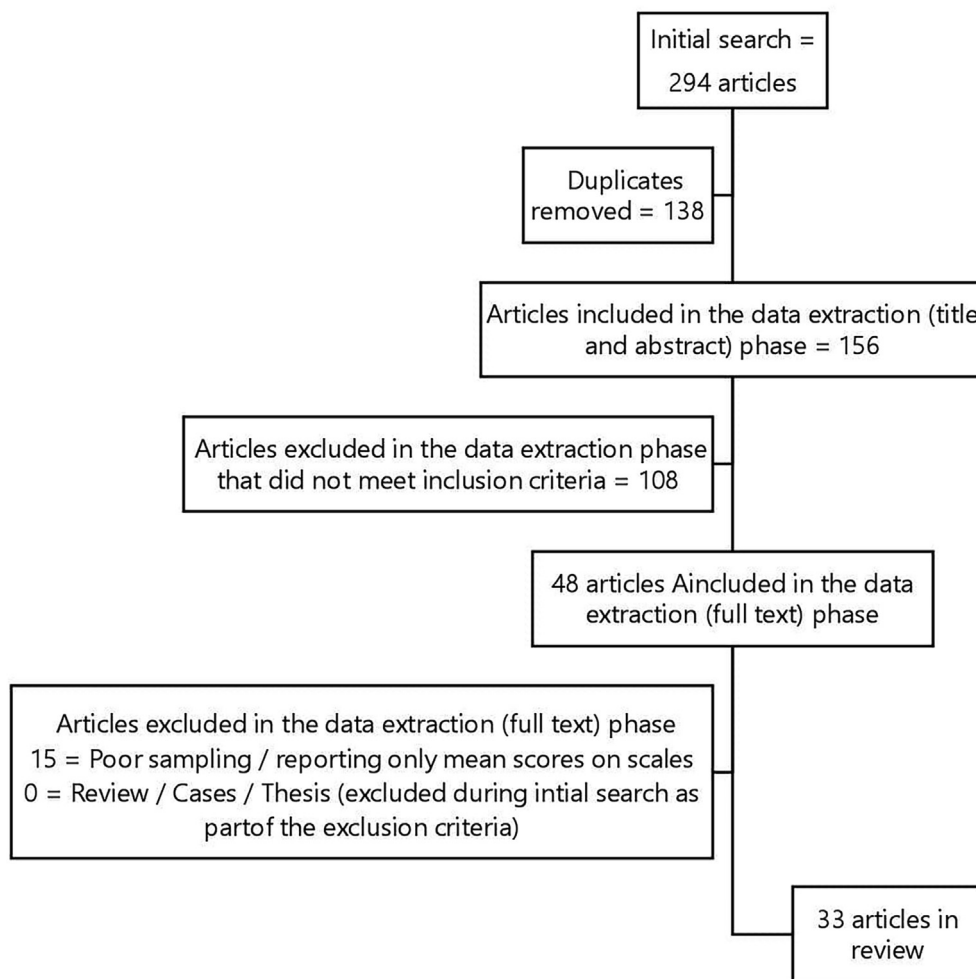 Initial search =
294 articles
Duplicates
removed = 138
Articles included in the data extraction (title
and abstract) phase = 156
Articles excluded in the data extraction phase
that did not meet inclusion criteria = 108
48 articles Aincluded in the data
extraction (full text) phase
Articles excluded in the data extraction (full text) phase
15 = Poor sampling / reporting only mean scores on scales
0 = Review / Cases / Thesis (excluded during intial search as
partof the exclusion criteria)
33 articles in
review